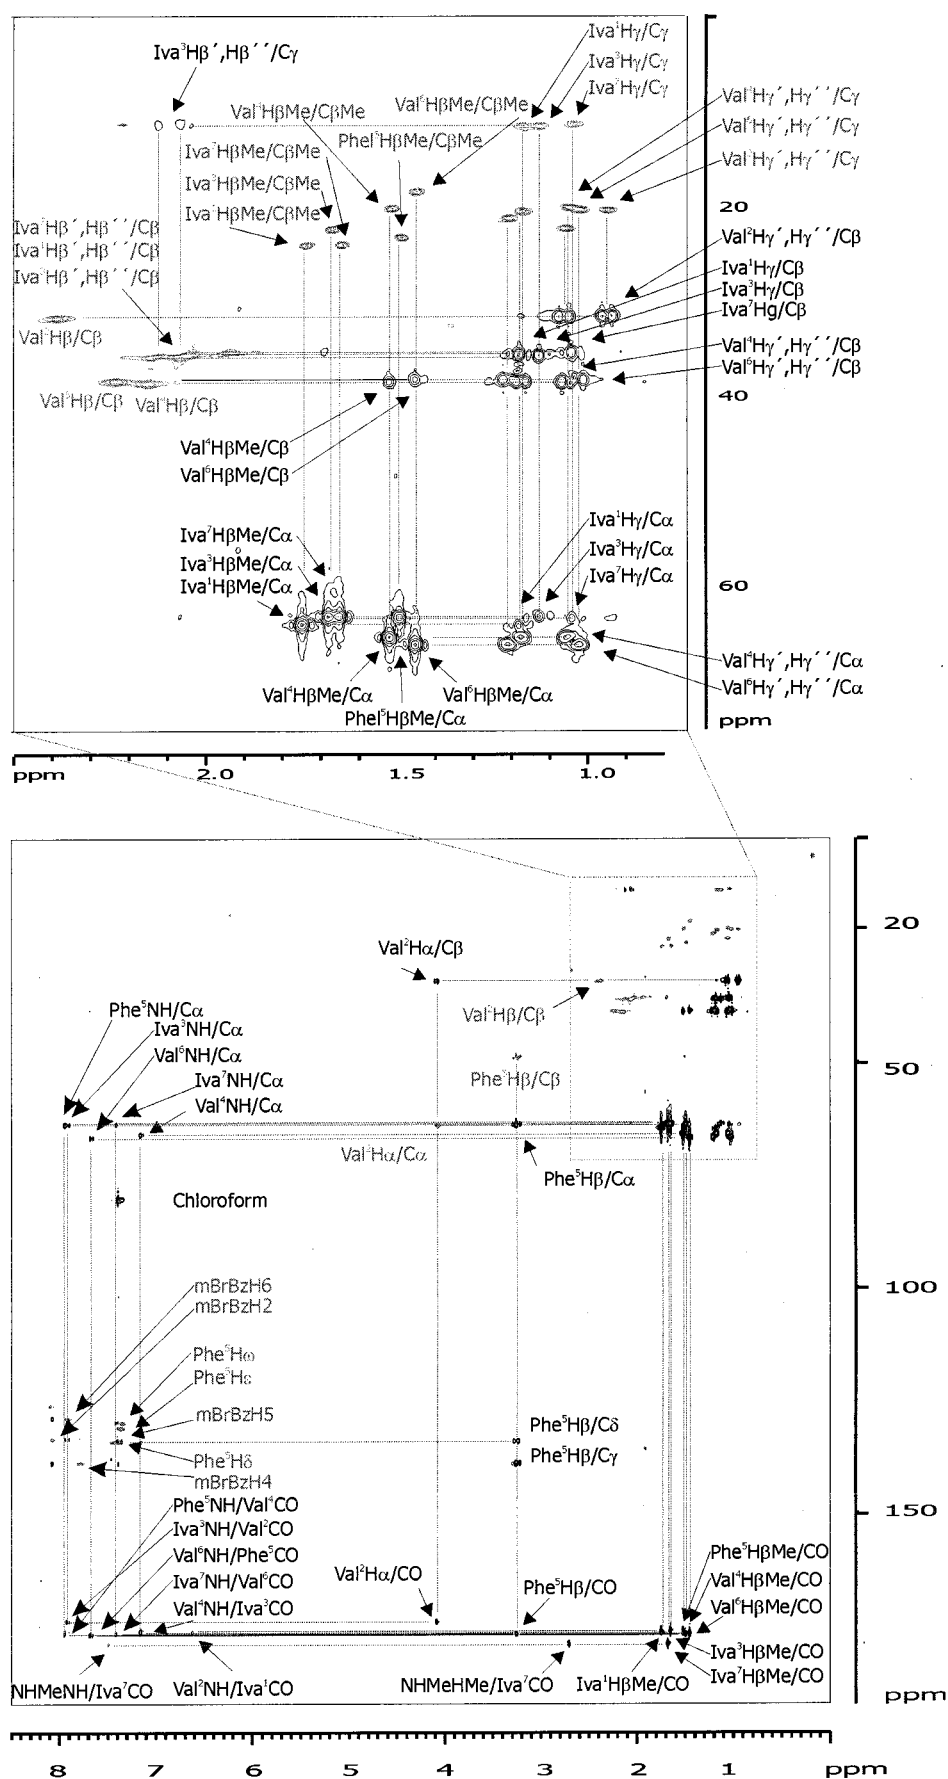 Iva³Hβ´,Hβ´´/Cγ
Iva¹Hγ/Cγ
Iva³Hγ/Cγ
Iva⁷Hγ/Cγ
Val⁴HβMe/CβMe
Val⁶HβMe/CβMe
Phel⁵HβMe/CβMe
Iva⁷HβMe/CβMe
Iva³HβMe/CβMe
Iva¹HβMe/CβMe
Val⁴Hγ´,Hγ´´/Cγ
Val⁶Hγ´,Hγ´´/Cγ
Val²Hγ´,Hγ´´/Cγ
20
Hβ´,Hβ´´/Cβ
Iva¹Hβ´,Hβ´´/Cβ
Hβ´,Hβ´´/Cβ
Val²Hγ´,Hγ´´/Cβ
Iva¹Hγ/Cβ
Iva³Hγ/Cβ
Iva⁷Hg/Cβ
Val²Hβ/Cβ
Val⁴Hγ´,Hγ´´/Cβ
Val⁶Hγ´,Hγ´´/Cβ
40
Hβ/Cβ
Hβ/Cβ
Val⁴HβMe/Cβ
Val⁶HβMe/Cβ
Iva⁷HβMe/Cα
Iva³HβMe/Cα
Iva¹HβMe/Cα
Iva¹Hγ/Cα
Iva³Hγ/Cα
Iva⁷Hγ/Cα
60
Val⁴Hγ´,Hγ´´/Cα
Val⁶Hγ´,Hγ´´/Cα
Val⁴HβMe/Cα
Val⁶HβMe/Cα
Phel⁵HβMe/Cα
ppm
ppm 2.0 1.5 1.0
20
Val²Hα/Cβ
Val²Hβ/Cβ
Phe⁵NH/Cα
Iva³NH/Cα
Val⁶NH/Cα
Iva⁷NH/Cα
Val⁴NH/Cα
50
Phe⁵Hβ/Cβ
Val²Hα/Cα
Phe⁵Hβ/Cα
Chloroform
100
mBrBzH6
mBrBzH2
Phe⁵Hω
Phe⁵Hε
mBrBzH5
Phe⁵Hβ/Cδ
Phe⁵Hβ/Cγ
Phe⁵Hδ
mBrBzH4
150
Phe⁵NH/Val⁴CO
Iva³NH/Val²CO
Val⁶NH/Phe⁵CO
Iva⁷NH/Val⁶CO
Val⁴NH/Iva³CO
Val²Hα/CO
Phe⁵Hβ/CO
Phe⁵HβMe/CO
Val⁴HβMe/CO
Val⁶HβMe/CO
Iva³HβMe/CO
Iva⁷HβMe/CO
NHMeNH/Iva⁷CO
Val²NH/Iva¹CO
NHMeHMe/Iva⁷CO
Iva¹HβMe/CO
ppm
8 7 6 5 4 3 2 1 ppm